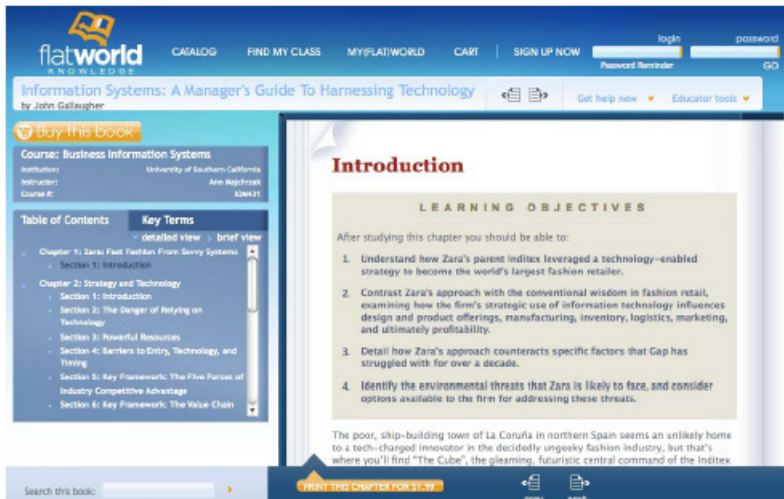 flatworld
KNOWLEDGE
CATALOG
FIND MY CLASS
MY(FLAT)WORLD
CART
SIGN UP NOW
login
password
Password Reminder
GO
Information Systems: A Manager's Guide To Harnessing Technology
by John Gallaugher
Get help now
Educator tools
Buy this book
Course: Business Information Systems
Institution: University of Southern California
Instructor: Ann Majchrzak
Course #: IOM431
Table of Contents
Key Terms
detailed view
brief view
Chapter 1: Zara: Fast Fashion From Savvy Systems
Section 1: Introduction
Chapter 2: Strategy and Technology
Section 1: Introduction
Section 2: The Danger of Relying on
Technology
Section 3: Powerful Resources
Section 4: Barriers to Entry, Technology, and
Timing
Section 5: Key Framework: The Five Forces of
Industry Competitive Advantage
Section 6: Key Framework: The Value Chain
Introduction
LEARNING OBJECTIVES
After studying this chapter you should be able to:
1. Understand how Zara's parent Inditex leveraged a technology-enabled
strategy to become the world's largest fashion retailer.
2. Contrast Zara's approach with the conventional wisdom in fashion retail,
examining how the firm's strategic use of information technology influences
design and product offerings, manufacturing, inventory, logistics, marketing,
and ultimately profitability.
3. Detail how Zara's approach counteracts specific factors that Gap has
struggled with for over a decade.
4. Identify the environmental threats that Zara is likely to face, and consider
options available to the firm for addressing these threats.
The poor, ship-building town of La Coruña in northern Spain seems an unlikely home
to a tech-charged innovator in the decidedly ungeeky fashion industry, but that's
where you'll find "The Cube", the gleaming, futuristic central command of the Inditex
Search this book:
PRINT THIS CHAPTER FOR $1.99